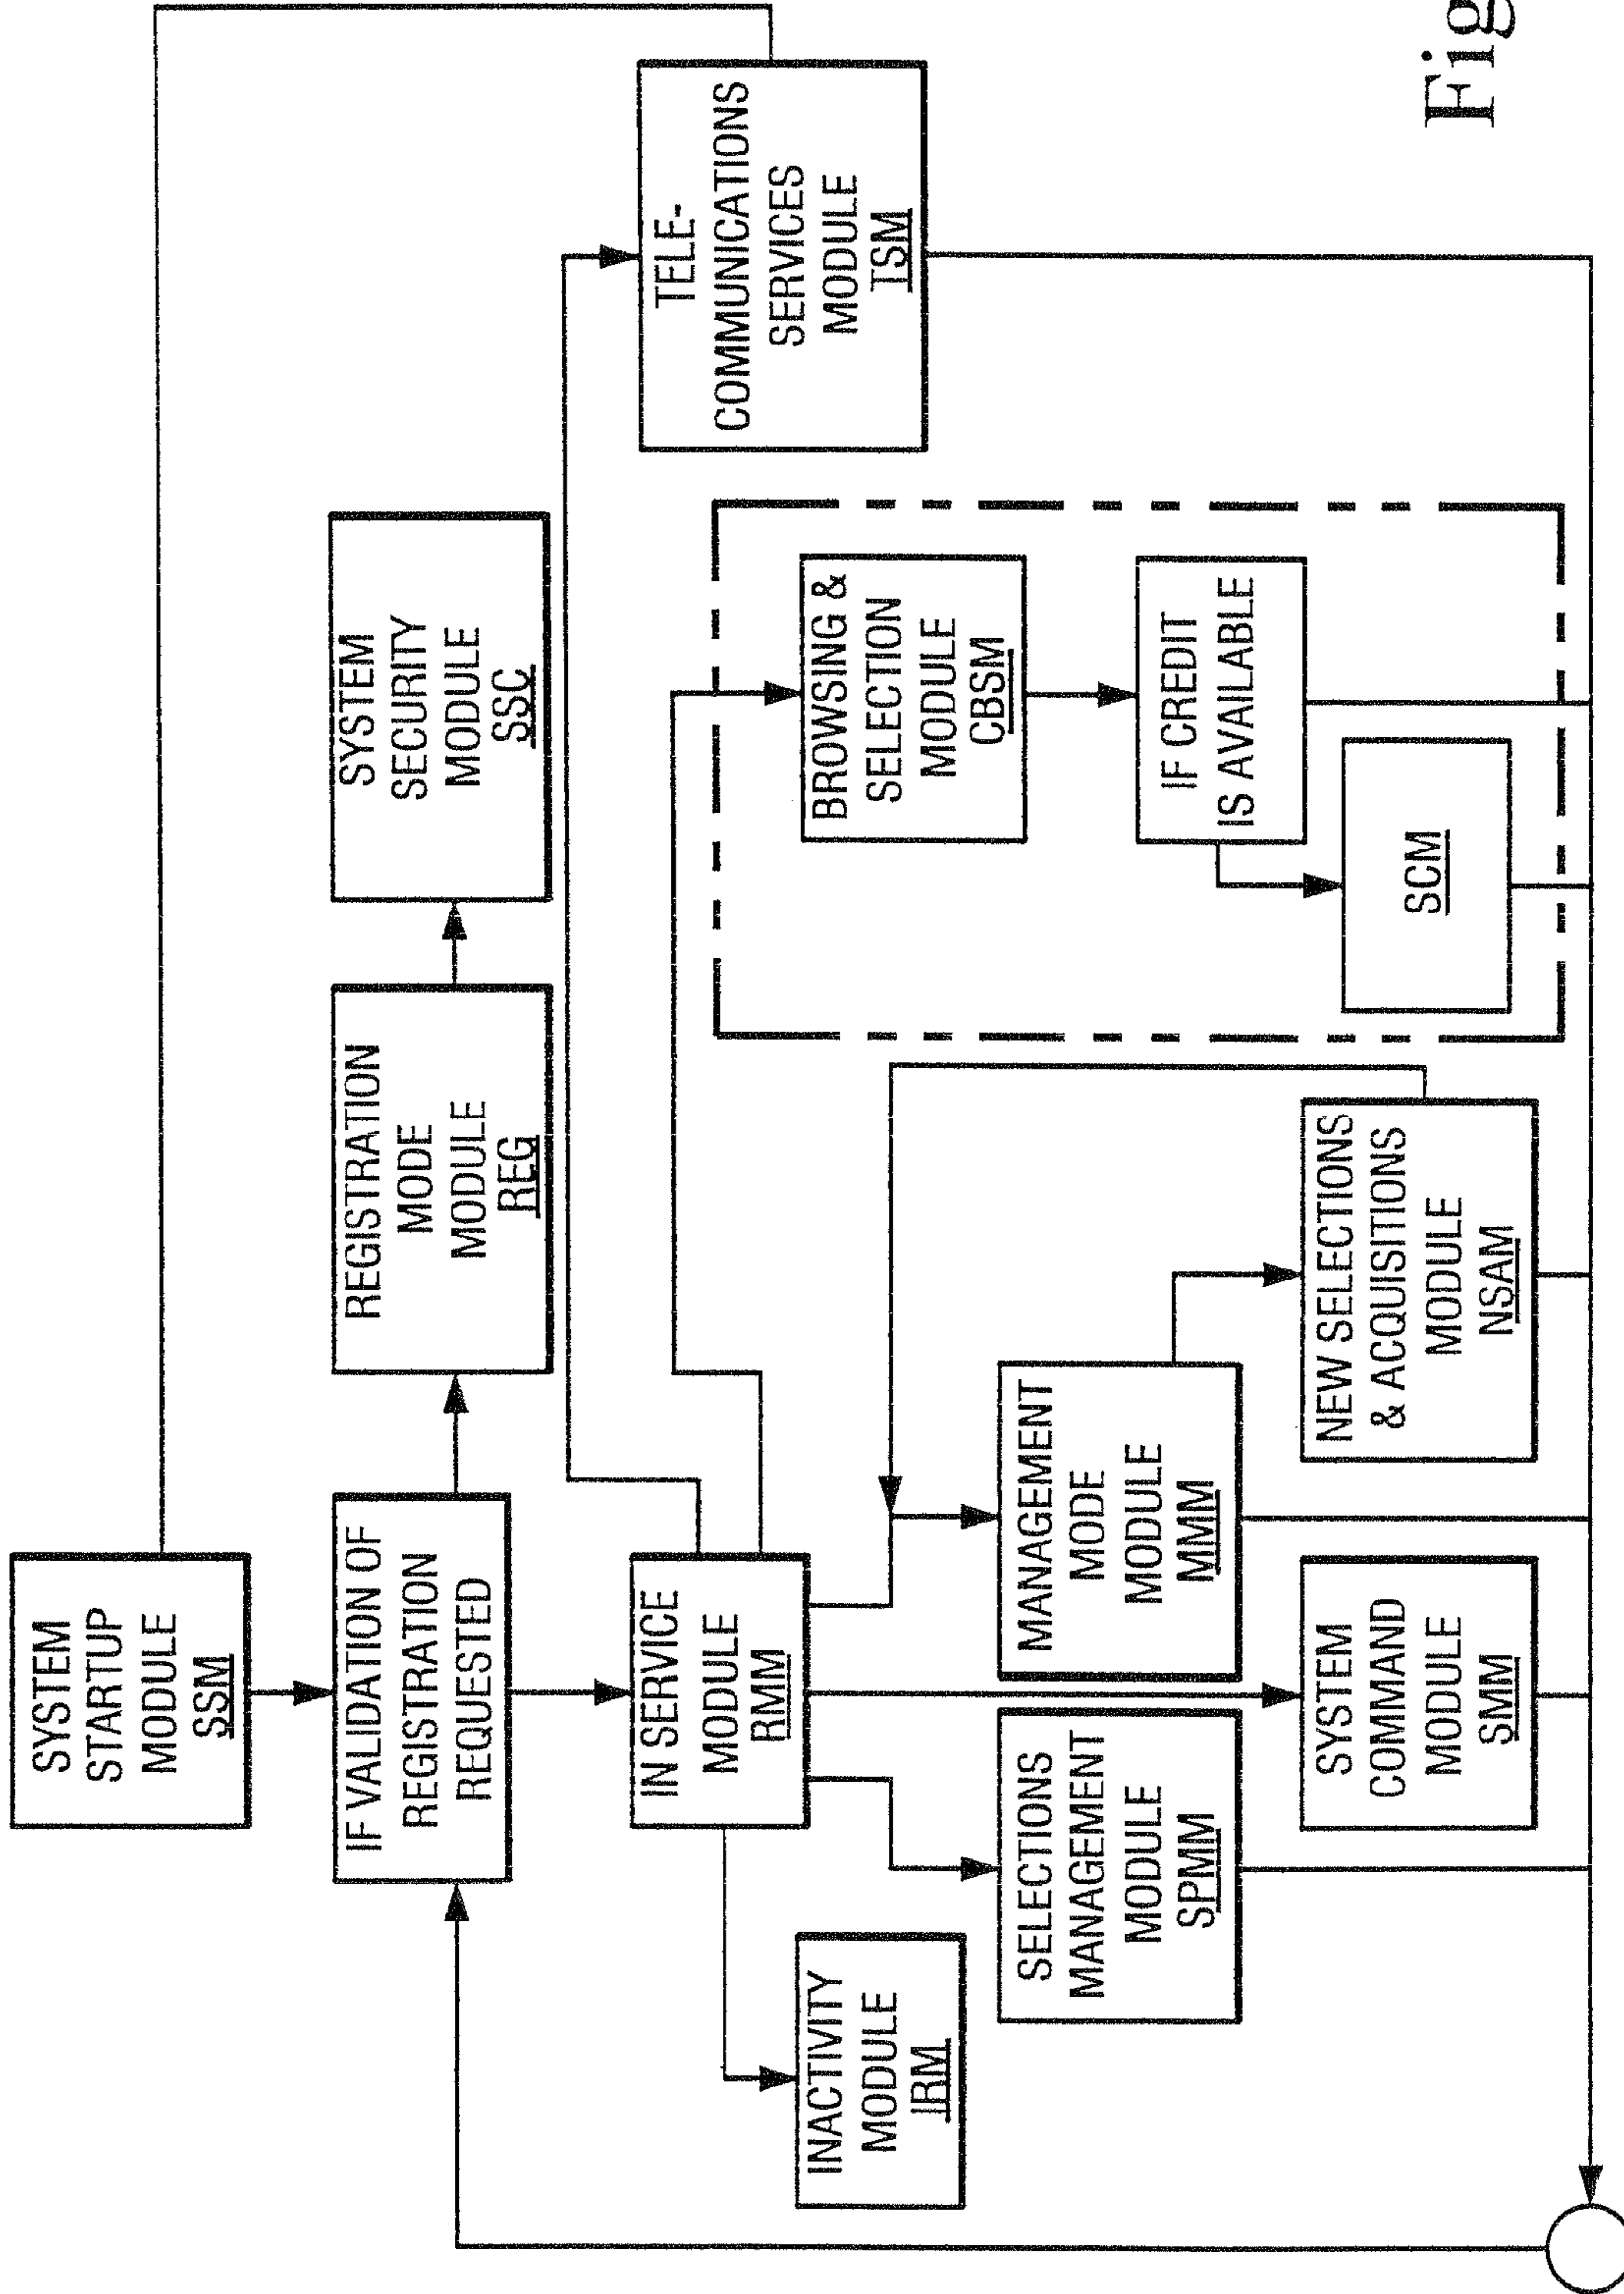 SYSTEM
STARTUP
MODULE
SSM
IF VALIDATION OF
REGISTRATION
REQUESTED
REGISTRATION
MODE
MODULE
REG
SYSTEM
SECURITY
MODULE
SSC
IN SERVICE
MODULE
RMM
TELE-
COMMUNICATIONS
SERVICES
MODULE
TSM
INACTIVITY
MODULE
IRM
SELECTIONS
MANAGEMENT
MODULE
SPMM
MANAGEMENT
MODE
MODULE
MMM
BROWSING &
SELECTION
MODULE
CBSM
IF CREDIT
IS AVAILABLE
SYSTEM
COMMAND
MODULE
SMM
NEW SELECTIONS
& ACQUISITIONS
MODULE
NSAM
SCM
Fig